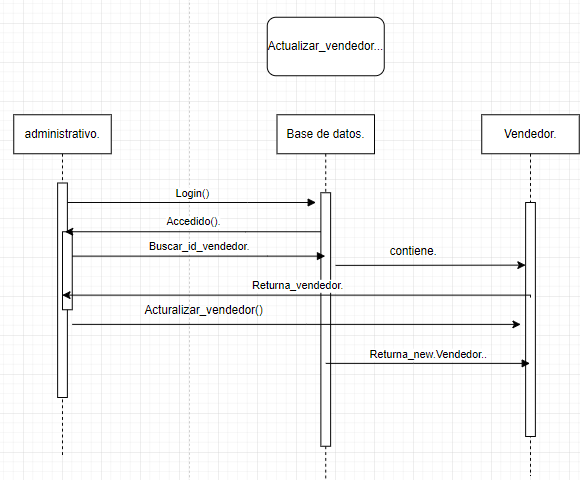 Actualizar_vendedor...
administrativo.
Base de datos.
Vendedor.
Login()
Accedido().
Buscar_id_vendedor.
contiene.
Returna_vendedor.
Acturalizar_vendedor()
Returna_new.Vendedor..